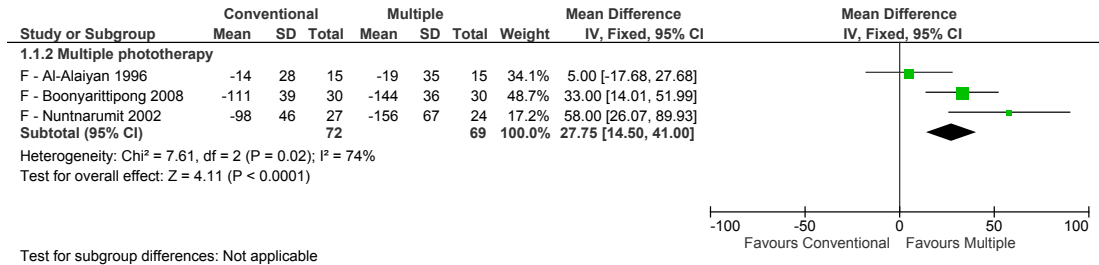 Conventional Multiple Mean Difference Mean Difference
Study or Subgroup Mean SD Total Mean SD Total Weight IV, Fixed, 95% CI IV, Fixed, 95% CI
1.1.2 Multiple phototherapy
F - Al-Alaiyan 1996 -14 28 15 -19 35 15 34.1% 5.00 [-17.68, 27.68]
F - Boonyarittipong 2008 -111 39 30 -144 36 30 48.7% 33.00 [14.01, 51.99]
F - Nuntnarumit 2002 -98 46 27 -156 67 24 17.2% 58.00 [26.07, 89.93]
Subtotal (95% CI) 72 69 100.0% 27.75 [14.50, 41.00]
Heterogeneity: Chi² = 7.61, df = 2 (P = 0.02); I² = 74%
Test for overall effect: Z = 4.11 (P < 0.0001)
-100 -50 0 50 100
Favours Conventional Favours Multiple
Test for subgroup differences: Not applicable